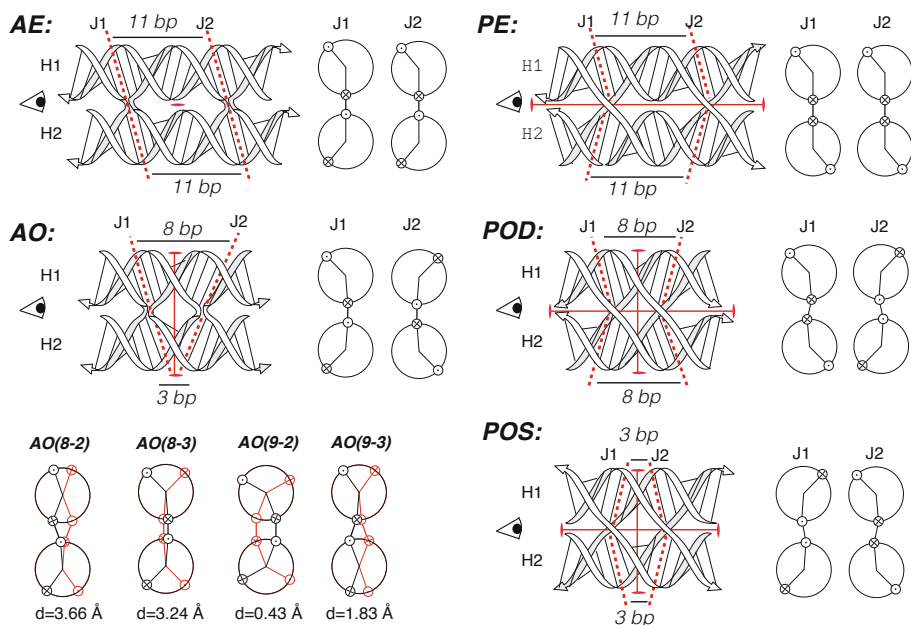 AE:
J1 11 bp J2
H1
H2
11 bp
J1 J2
PE:
J1 11 bp J2
H1
H2
11 bp
J1 J2
AO:
J1 8 bp J2
H1
H2
3 bp
J1 J2
POD:
J1 8 bp J2
H1
H2
8 bp
J1 J2
AO(8-2) AO(8-3) AO(9-2) AO(9-3)
d=3.66 Å d=3.24 Å d=0.43 Å d=1.83 Å
POS:
3 bp
J1 J2
H1
H2
3 bp
J1 J2